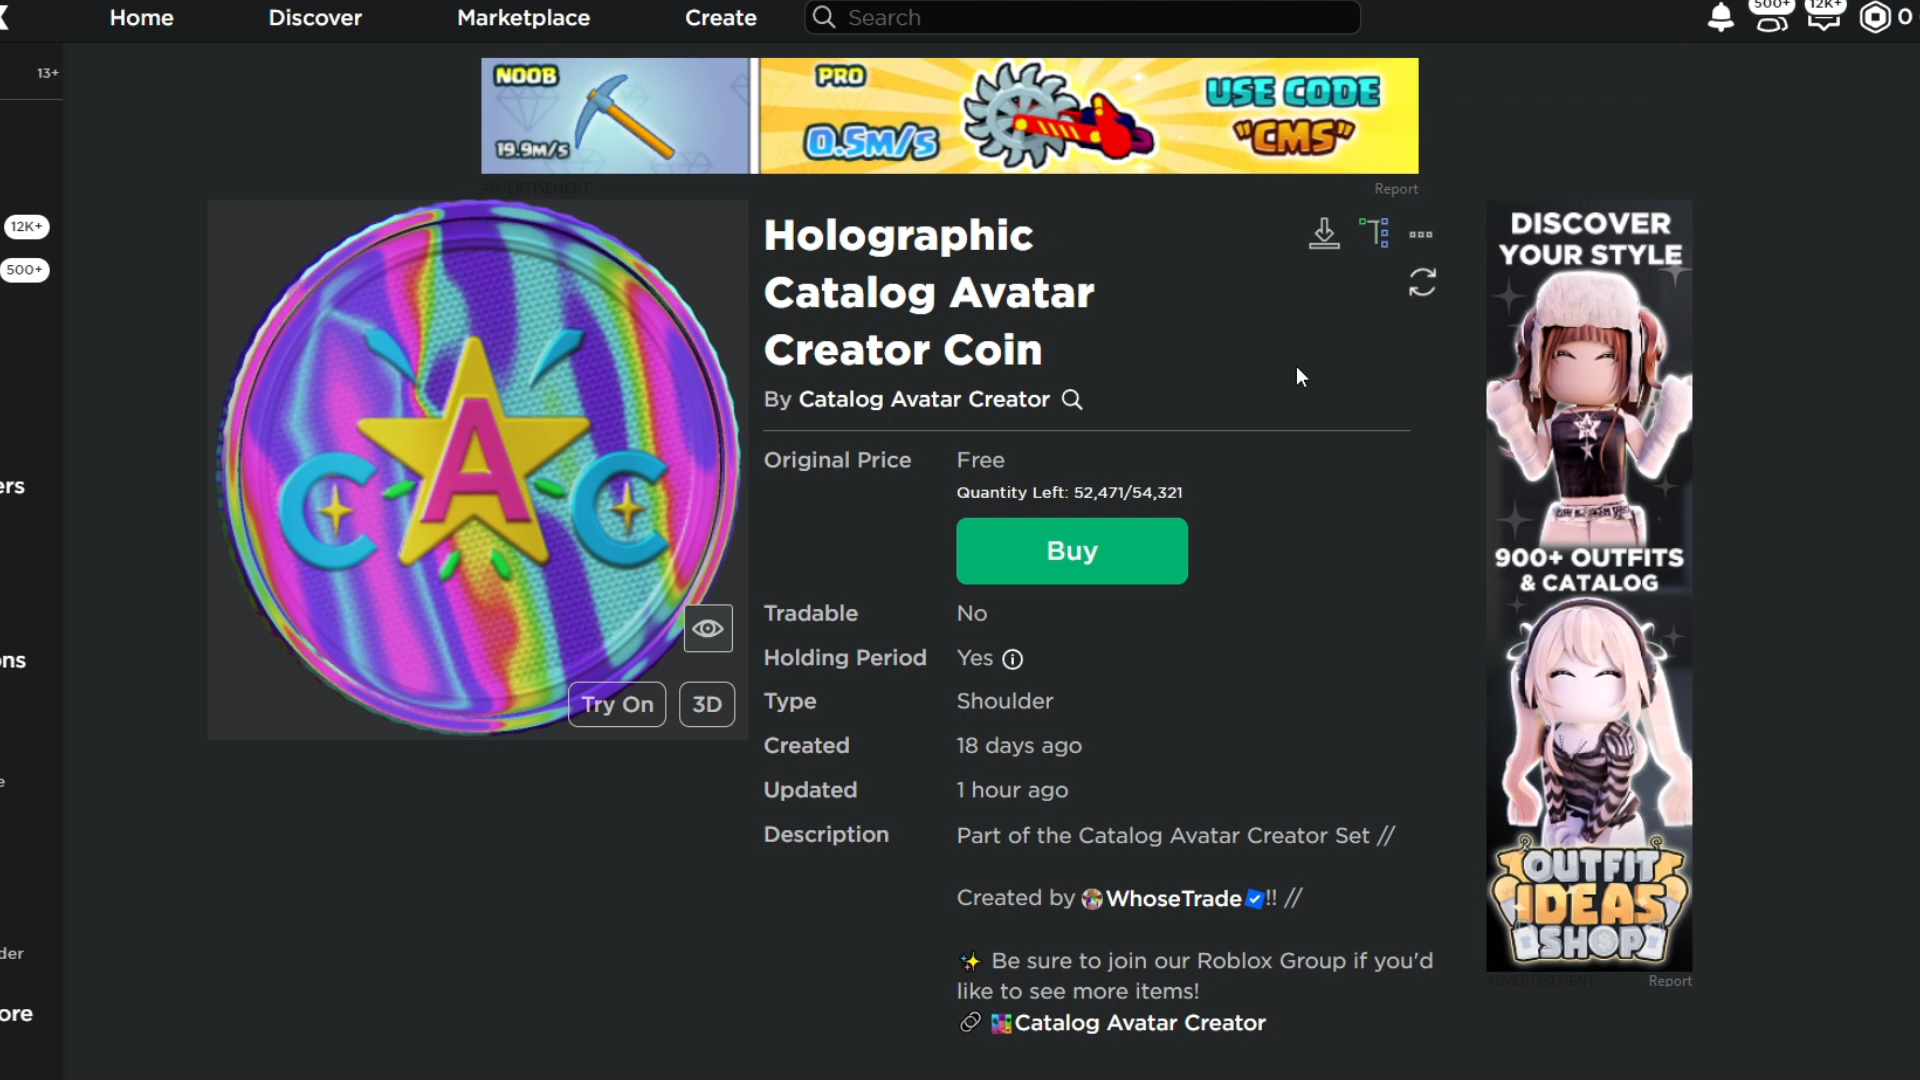 Home
Discover
Marketplace
Create
Search
500+
12K+
0
13+
12K+
500+
ers
ons
e
der
ore
NOOB
19.9M/S
PRO
0.5M/S
USE CODE
"CMS"
ADVERTISEMENT
Report
C A C
Try On
3D
Holographic
Catalog Avatar
Creator Coin
By Catalog Avatar Creator
Original Price Free
Quantity Left: 52,471/54,321
Buy
Tradable No
Holding Period Yes
Type Shoulder
Created 18 days ago
Updated 1 hour ago
Description Part of the Catalog Avatar Creator Set //
Created by WhoseTrade !! //
✨ Be sure to join our Roblox Group if you'd
like to see more items!
🔗 Catalog Avatar Creator
DISCOVER
YOUR STYLE
900+ OUTFITS
& CATALOG
OUTFIT
IDEAS
SHOP
ADVERTISEMENT
Report